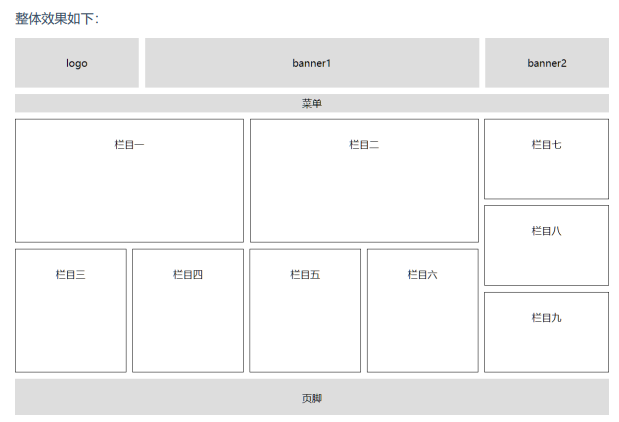 整体效果如下：
logo
banner1
banner2
菜单
栏目一
栏目二
栏目七
栏目八
栏目三
栏目四
栏目五
栏目六
栏目九
页脚